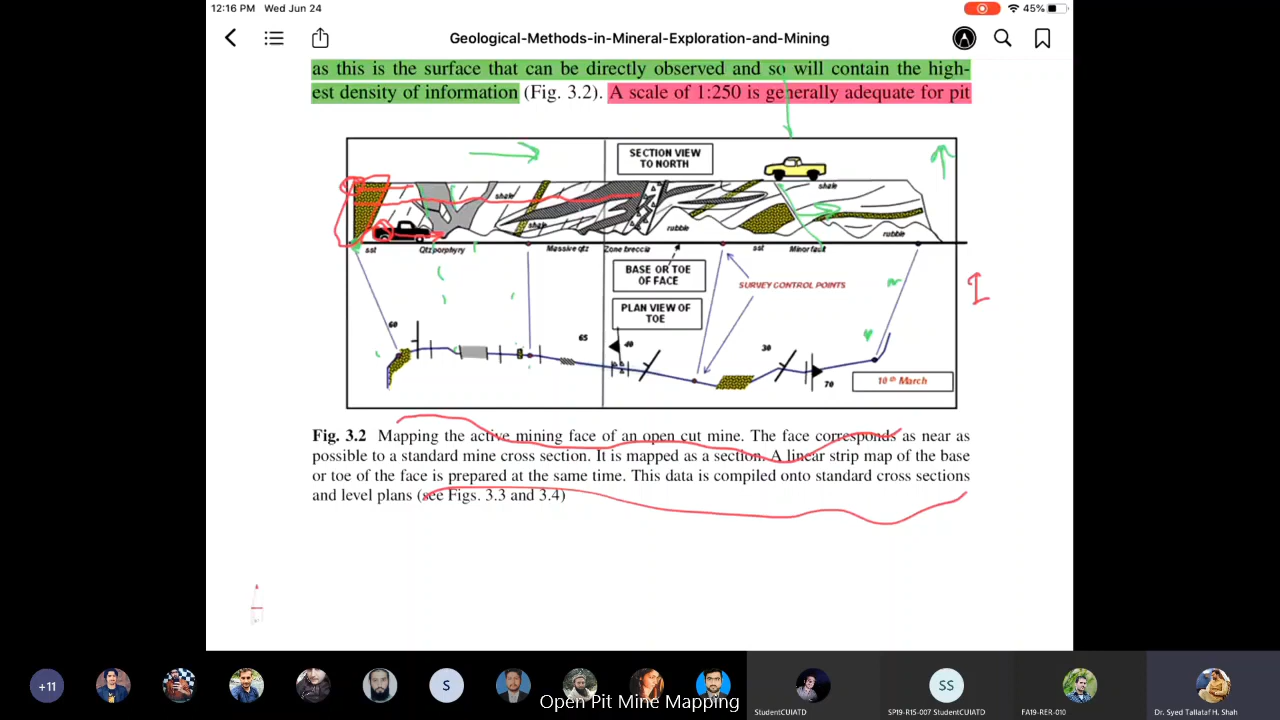 12:16 PM Wed Jun 24
45%
Geological-Methods-in-Mineral-Exploration-and-Mining
as this is the surface that can be directly observed and so will contain the high-
est density of information (Fig. 3.2). A scale of 1:250 is generally adequate for pit
SECTION VIEW
TO NORTH
shale
shale
shale
rubble
rubble
sst
Qtz porphyry
Massive qtz
Zone breccia
sst
Minor fault
BASE OR TOE
OF FACE
SURVEY CONTROL POINTS
PLAN VIEW OF
TOE
60
65
40
30
70
10th March
Fig. 3.2 Mapping the active mining face of an open cut mine. The face corresponds as near as
possible to a standard mine cross section. It is mapped as a section. A linear strip map of the base
or toe of the face is prepared at the same time. This data is compiled onto standard cross sections
and level plans (see Figs. 3.3 and 3.4)
+11
S
SS
Open Pit Mine Mapping
StudentCUIATD
SP19-R15-007 StudentCUIATD
FA19-RER-010
Dr. Syed Tallataf H. Shah